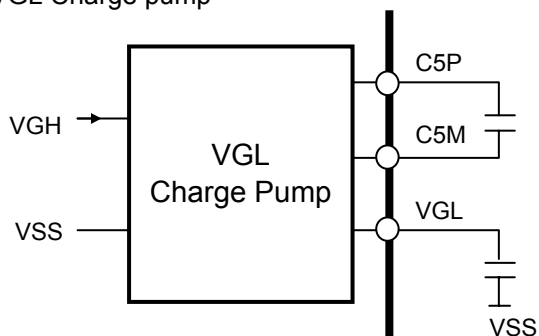 VGL Charge pump
C5P
VGH
C5M
VGL
Charge Pump
VGL
VSS
VSS